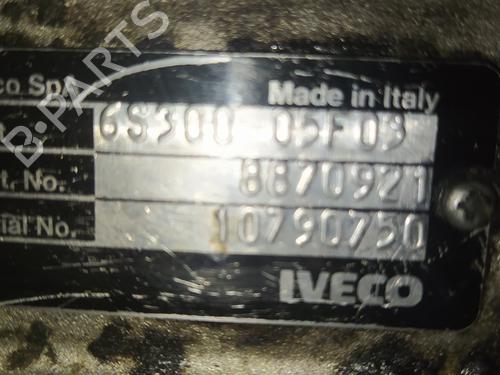 co SpA
Made in Italy
6S300 05F03
t. No. 8870921
ial No. 10790750
IVECO
B-PARTS